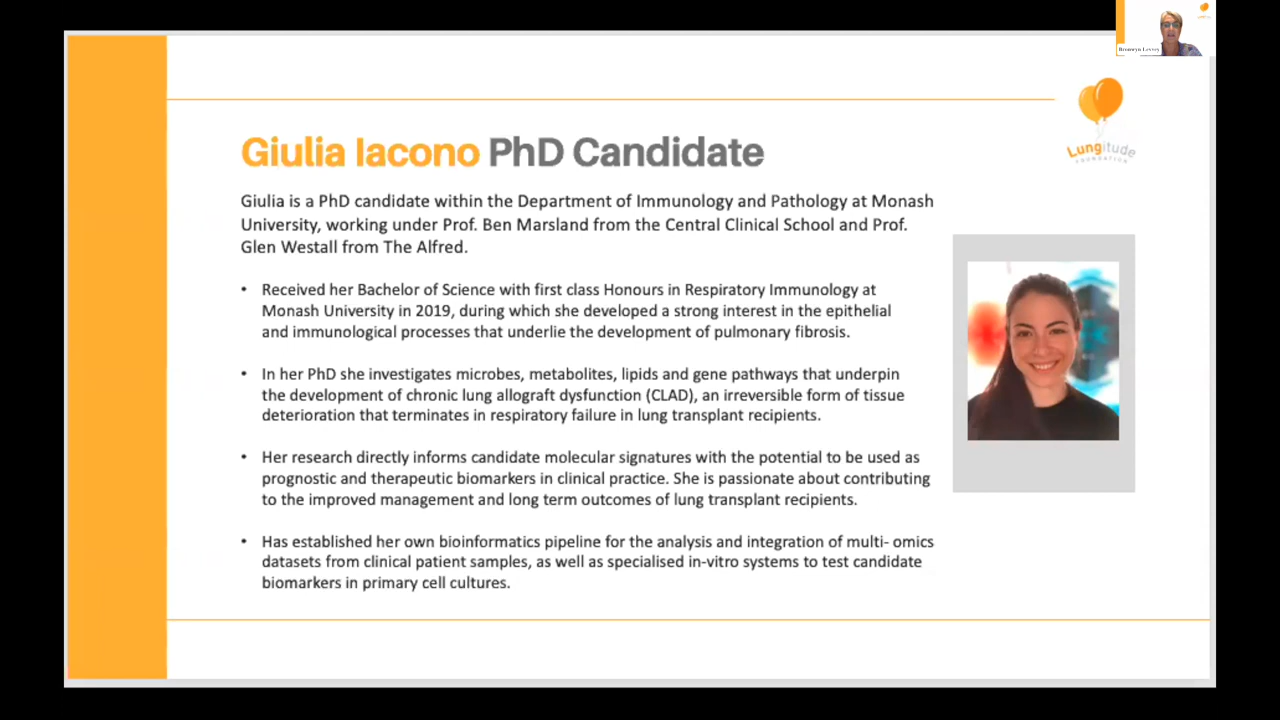 Bronwyn Levvey
Giulia Iacono PhD Candidate
Lungitude
FOUNDATION
Giulia is a PhD candidate within the Department of Immunology and Pathology at Monash
University, working under Prof. Ben Marsland from the Central Clinical School and Prof.
Glen Westall from The Alfred.
• Received her Bachelor of Science with first class Honours in Respiratory Immunology at
Monash University in 2019, during which she developed a strong interest in the epithelial
and immunological processes that underlie the development of pulmonary fibrosis.
• In her PhD she investigates microbes, metabolites, lipids and gene pathways that underpin
the development of chronic lung allograft dysfunction (CLAD), an irreversible form of tissue
deterioration that terminates in respiratory failure in lung transplant recipients.
• Her research directly informs candidate molecular signatures with the potential to be used as
prognostic and therapeutic biomarkers in clinical practice. She is passionate about contributing
to the improved management and long term outcomes of lung transplant recipients.
• Has established her own bioinformatics pipeline for the analysis and integration of multi- omics
datasets from clinical patient samples, as well as specialised in-vitro systems to test candidate
biomarkers in primary cell cultures.